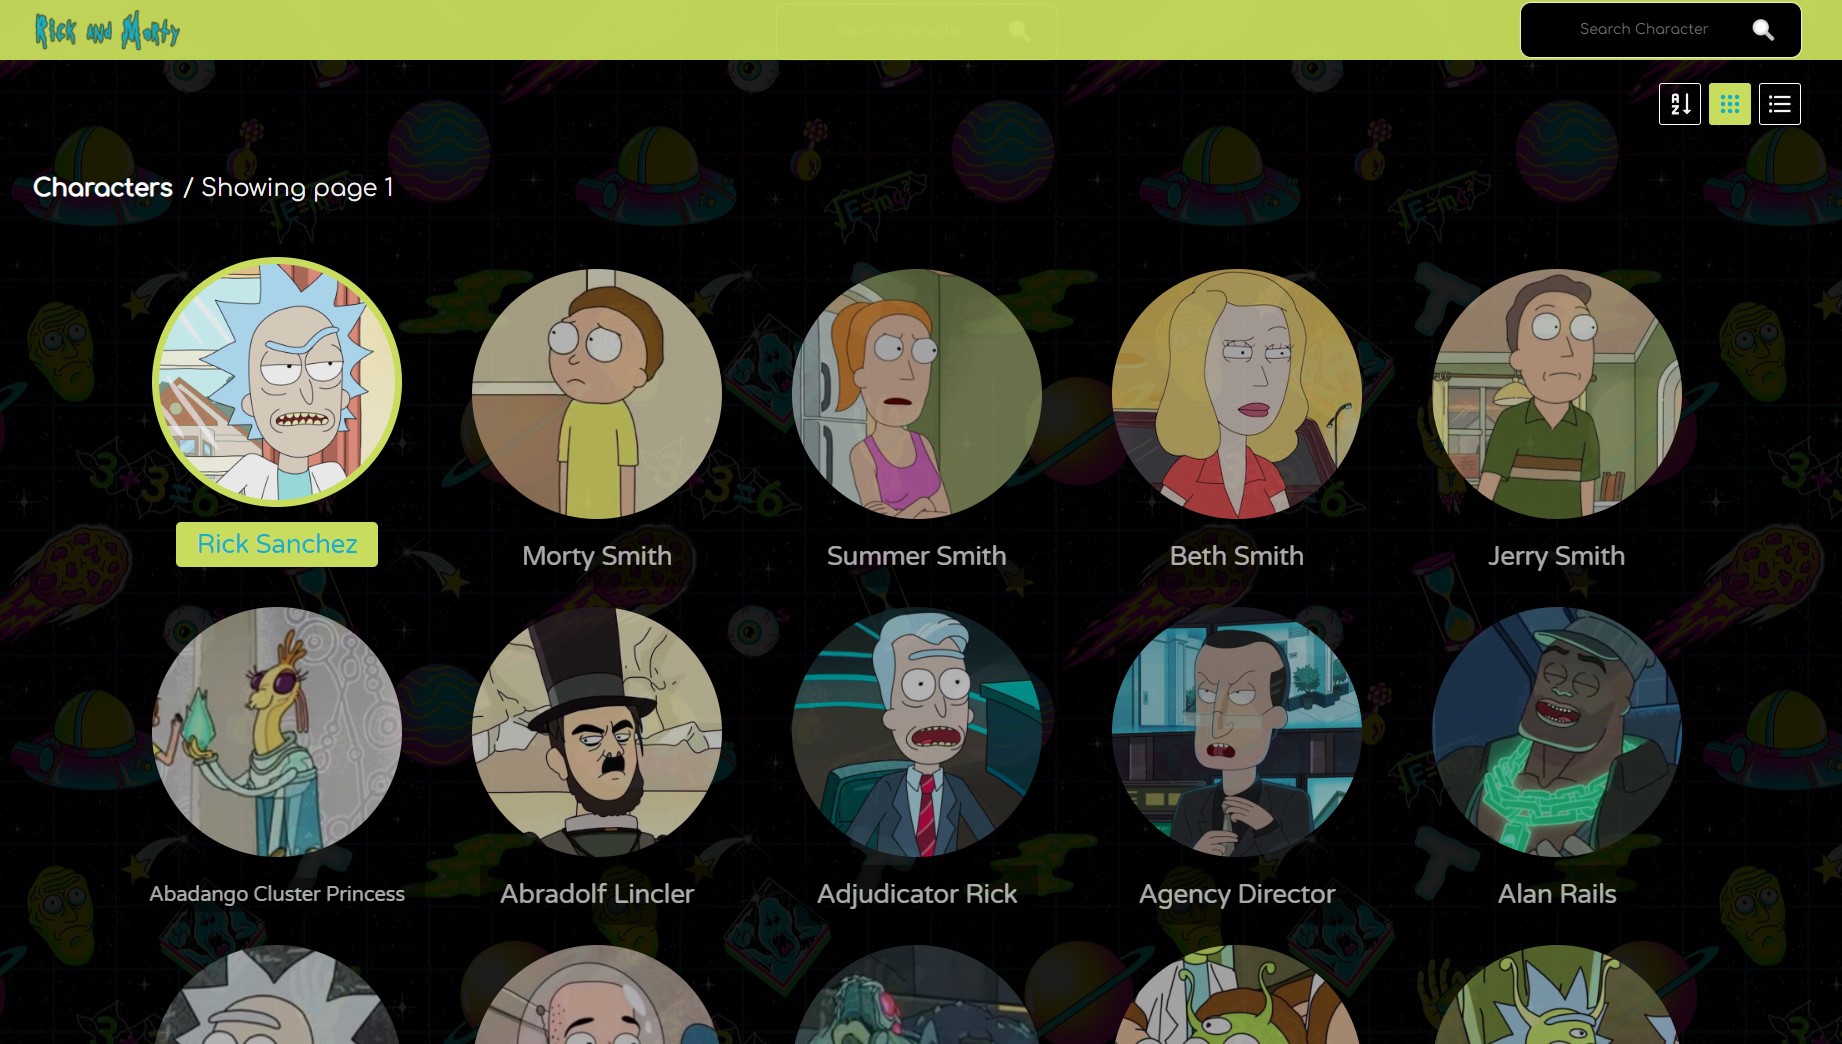 Rick and Morty
Search Character
Search Character
A
Z
Characters / Showing page 1
Rick Sanchez
Morty Smith
Summer Smith
Beth Smith
Jerry Smith
Abadango Cluster Princess
Abradolf Lincler
Adjudicator Rick
Agency Director
Alan Rails